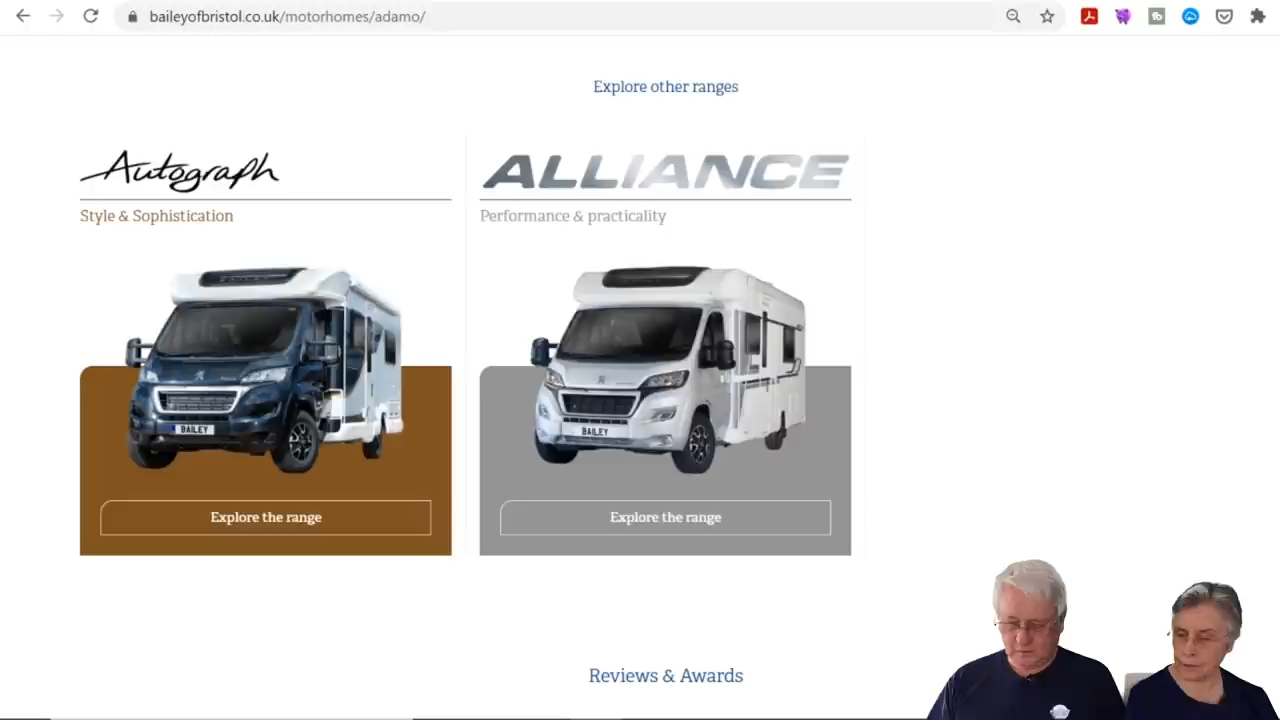 baileyofbristol.co.uk/motorhomes/adamo/
Explore other ranges
Autograph
ALLIANCE
Style & Sophistication
Performance & practicality
BAILEY
BAILEY
Explore the range
Explore the range
Reviews & Awards